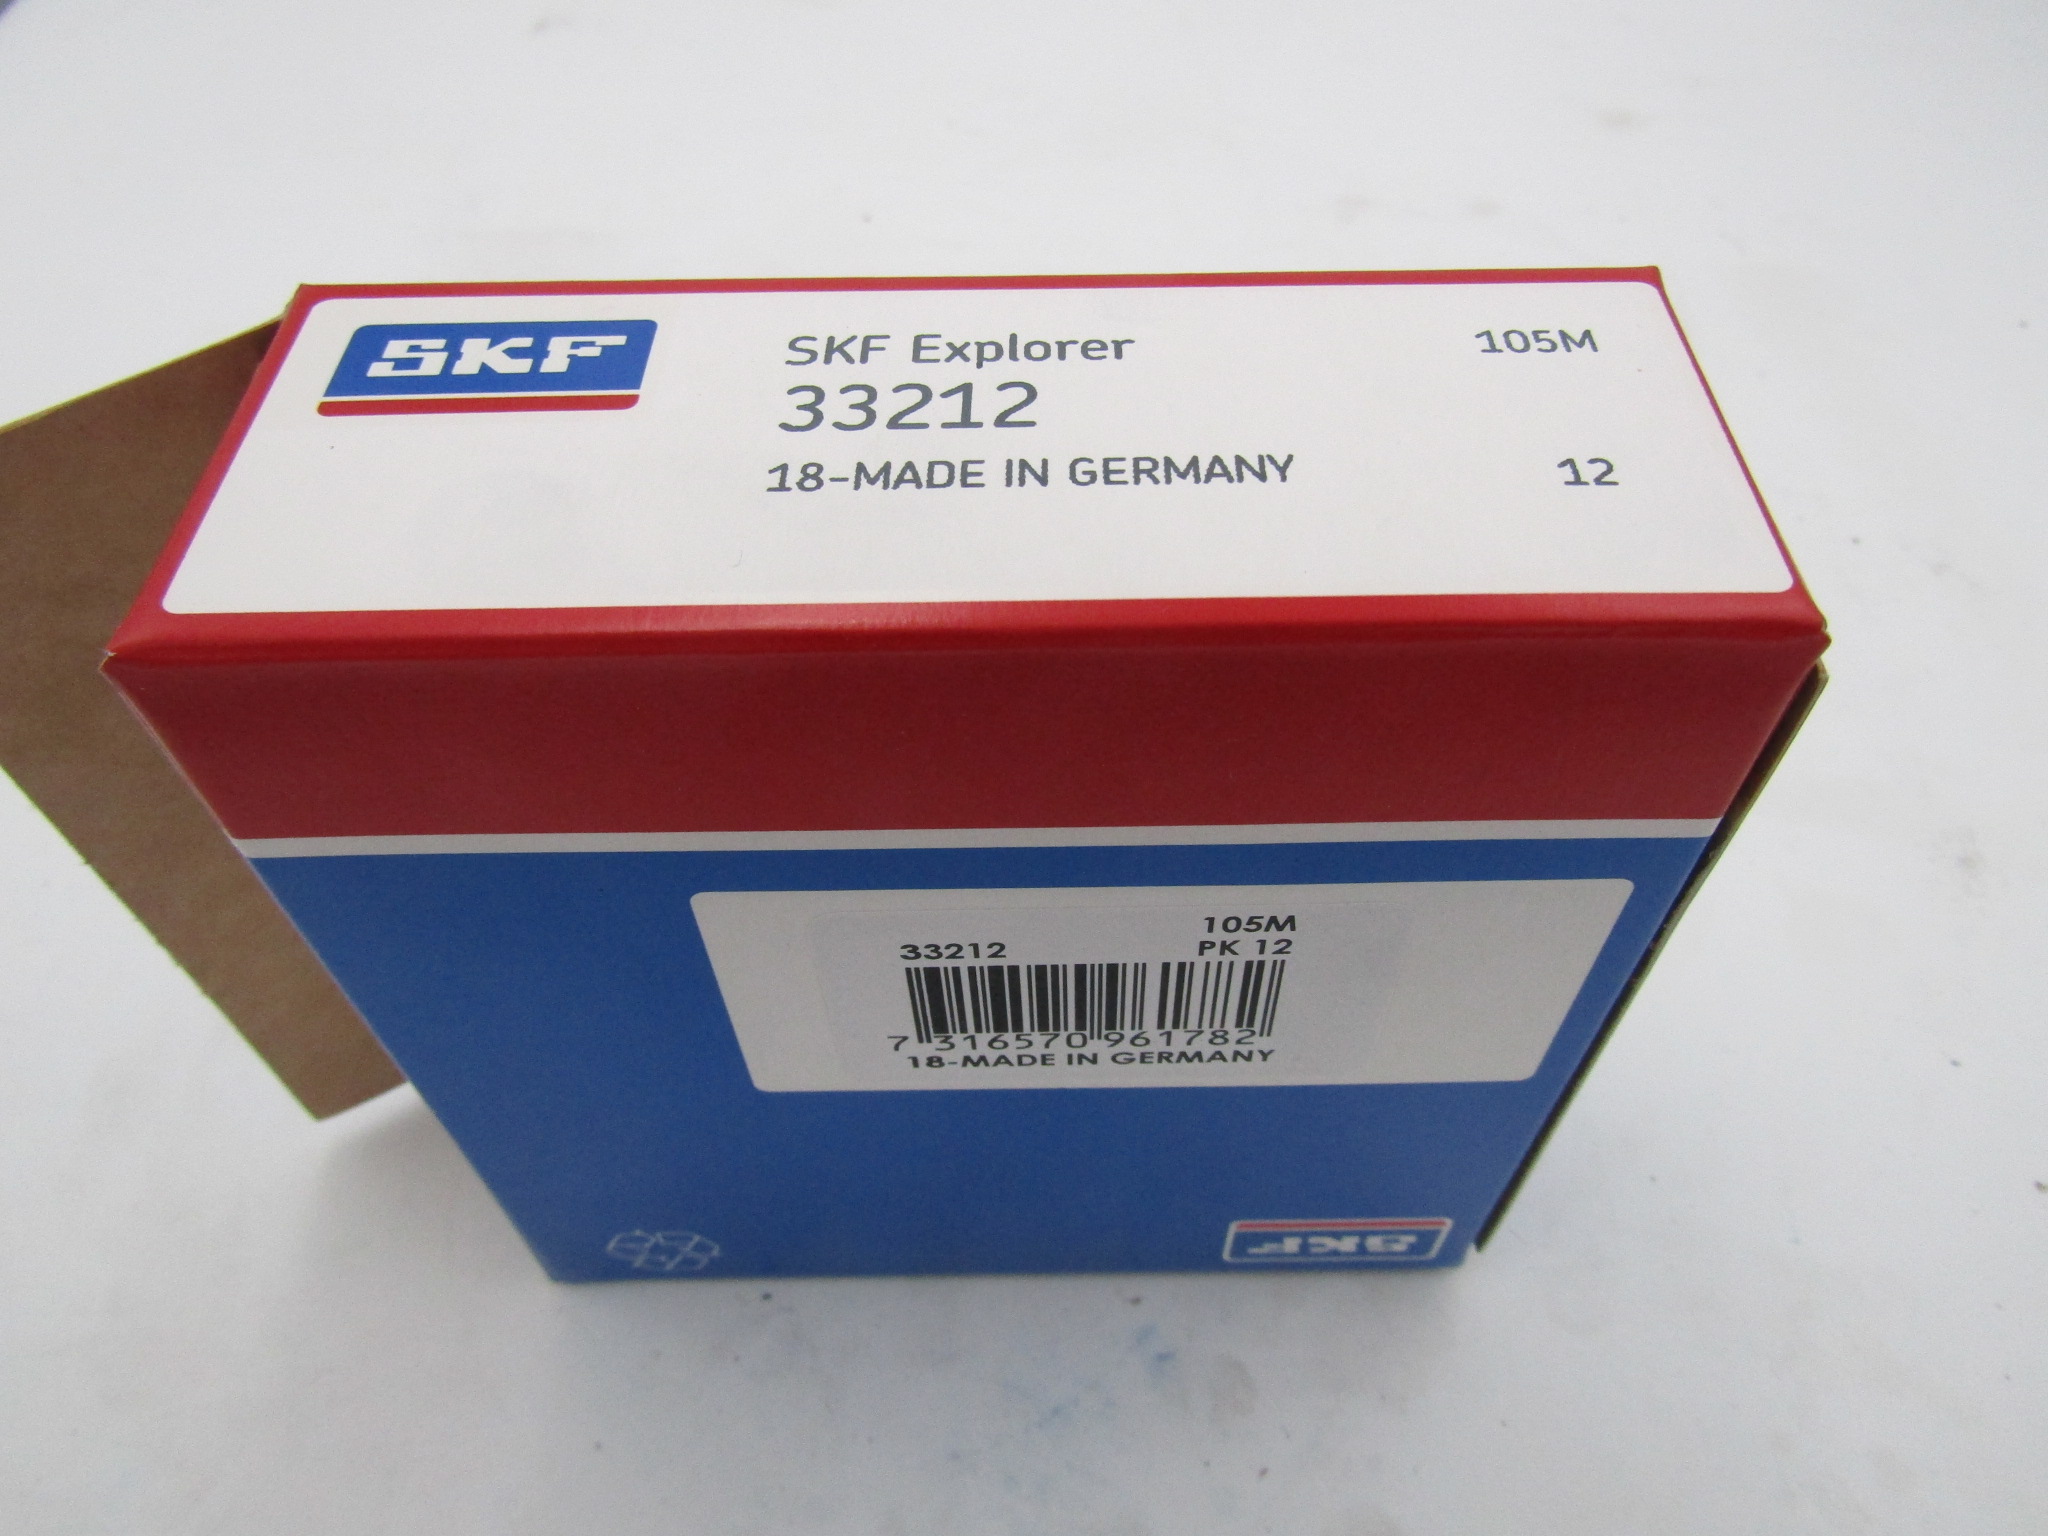 SKF
SKF Explorer
105M
33212
18-MADE IN GERMANY
12
105M
33212
PK 12
7 316570 961782
18-MADE IN GERMANY
SKF